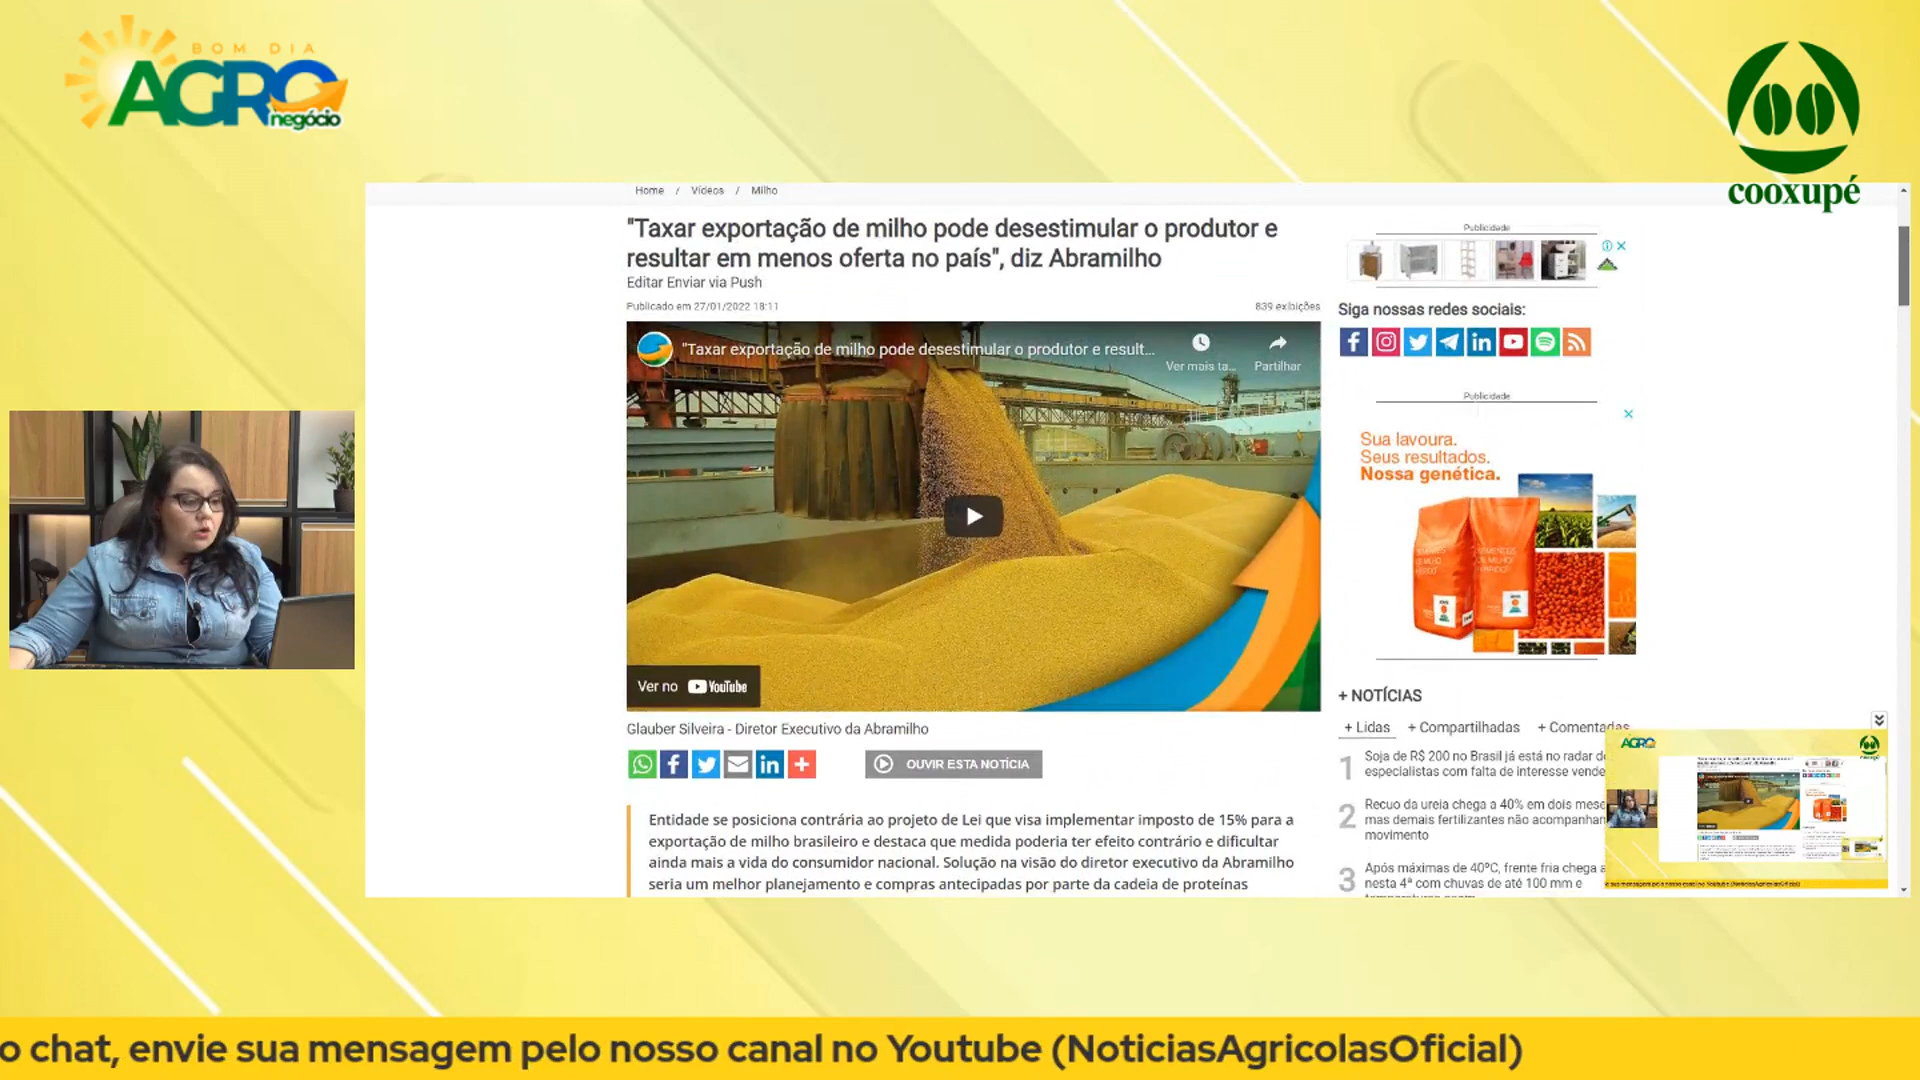 BOM DIA
AGRO
negócio
cooxupé
Home / Vídeos / Milho
"Taxar exportação de milho pode desestimular o produtor e
resultar em menos oferta no país", diz Abramilho
Editar Enviar via Push
Publicado em 27/01/2022 18:11
839 exibições
"Taxar exportação de milho pode desestimular o produtor e result...
Ver mais ta...
Partilhar
Ver no YouTube
Glauber Silveira - Diretor Executivo da Abramilho
OUVIR ESTA NOTÍCIA
Entidade se posiciona contrária ao projeto de Lei que visa implementar imposto de 15% para a
exportação de milho brasileiro e destaca que medida poderia ter efeito contrário e dificultar
ainda mais a vida do consumidor nacional. Solução na visão do diretor executivo da Abramilho
seria um melhor planejamento e compras antecipadas por parte da cadeia de proteínas
Publicidade
Siga nossas redes sociais:
Publicidade
Sua lavoura.
Seus resultados.
Nossa genética.
+ NOTÍCIAS
+ Lidas + Compartilhadas + Comentadas
1 Soja de R$ 200 no Brasil já está no radar de
especialistas com falta de interesse vende
2 Recuo da ureia chega a 40% em dois mese
mas demais fertilizantes não acompanhan
movimento
3 Após máximas de 40ºC, frente fria chega a
nesta 4ª com chuvas de até 100 mm e
AGRO
o chat, envie sua mensagem pelo nosso canal no Youtube (NoticiasAgricolasOficial)